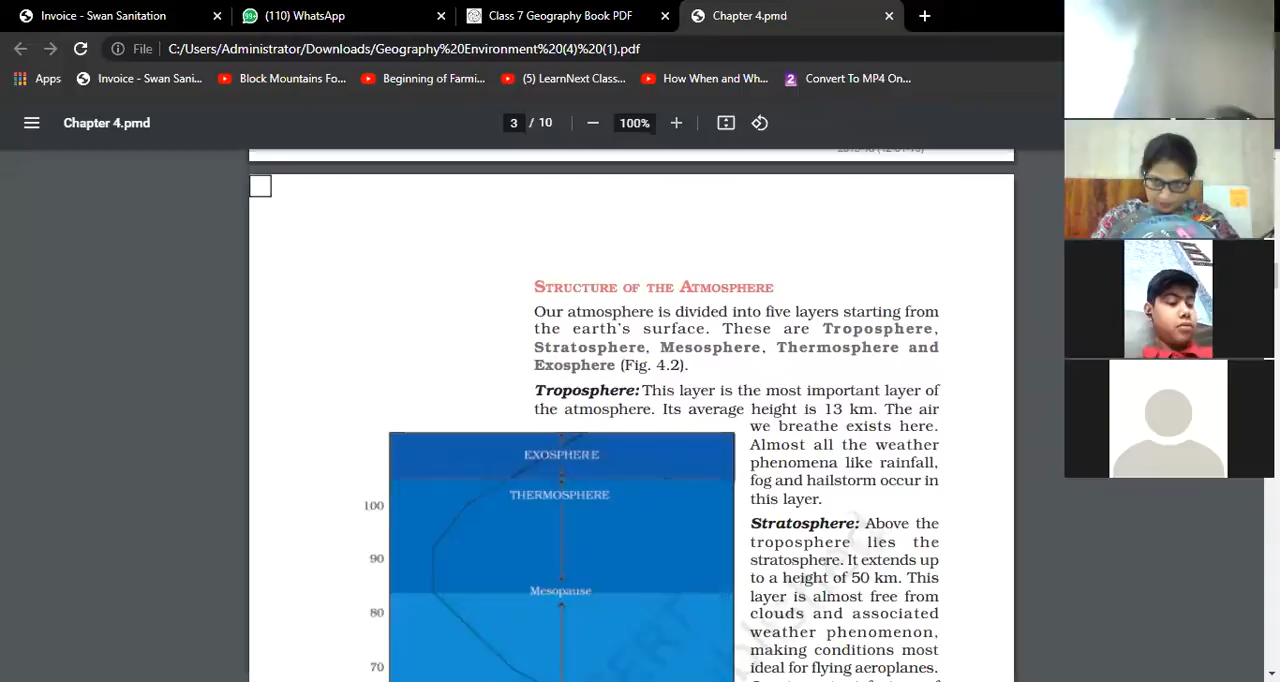 Invoice - Swan Sanitation
(110) WhatsApp
Class 7 Geography Book PDF
Chapter 4.pmd
File
C:/Users/Administrator/Downloads/Geography%20Environment%20(4)%20(1).pdf
Apps
Invoice - Swan Sani...
Block Mountains Fo...
Beginning of Farmi...
(5) LearnNext Class...
How When and Wh...
Convert To MP4 On...
Chapter 4.pmd
3 / 10
100%
STRUCTURE OF THE ATMOSPHERE
Our atmosphere is divided into five layers starting from
the earth's surface. These are Troposphere,
Stratosphere, Mesosphere, Thermosphere and
Exosphere (Fig. 4.2).
Troposphere: This layer is the most important layer of
the atmosphere. Its average height is 13 km. The air
we breathe exists here.
Almost all the weather
phenomena like rainfall,
fog and hailstorm occur in
this layer.
Stratosphere: Above the
troposphere lies the
stratosphere. It extends up
to a height of 50 km. This
layer is almost free from
clouds and associated
weather phenomenon,
making conditions most
ideal for flying aeroplanes.
EXOSPHERE
THERMOSPHERE
100
90
Mesopause
80
70